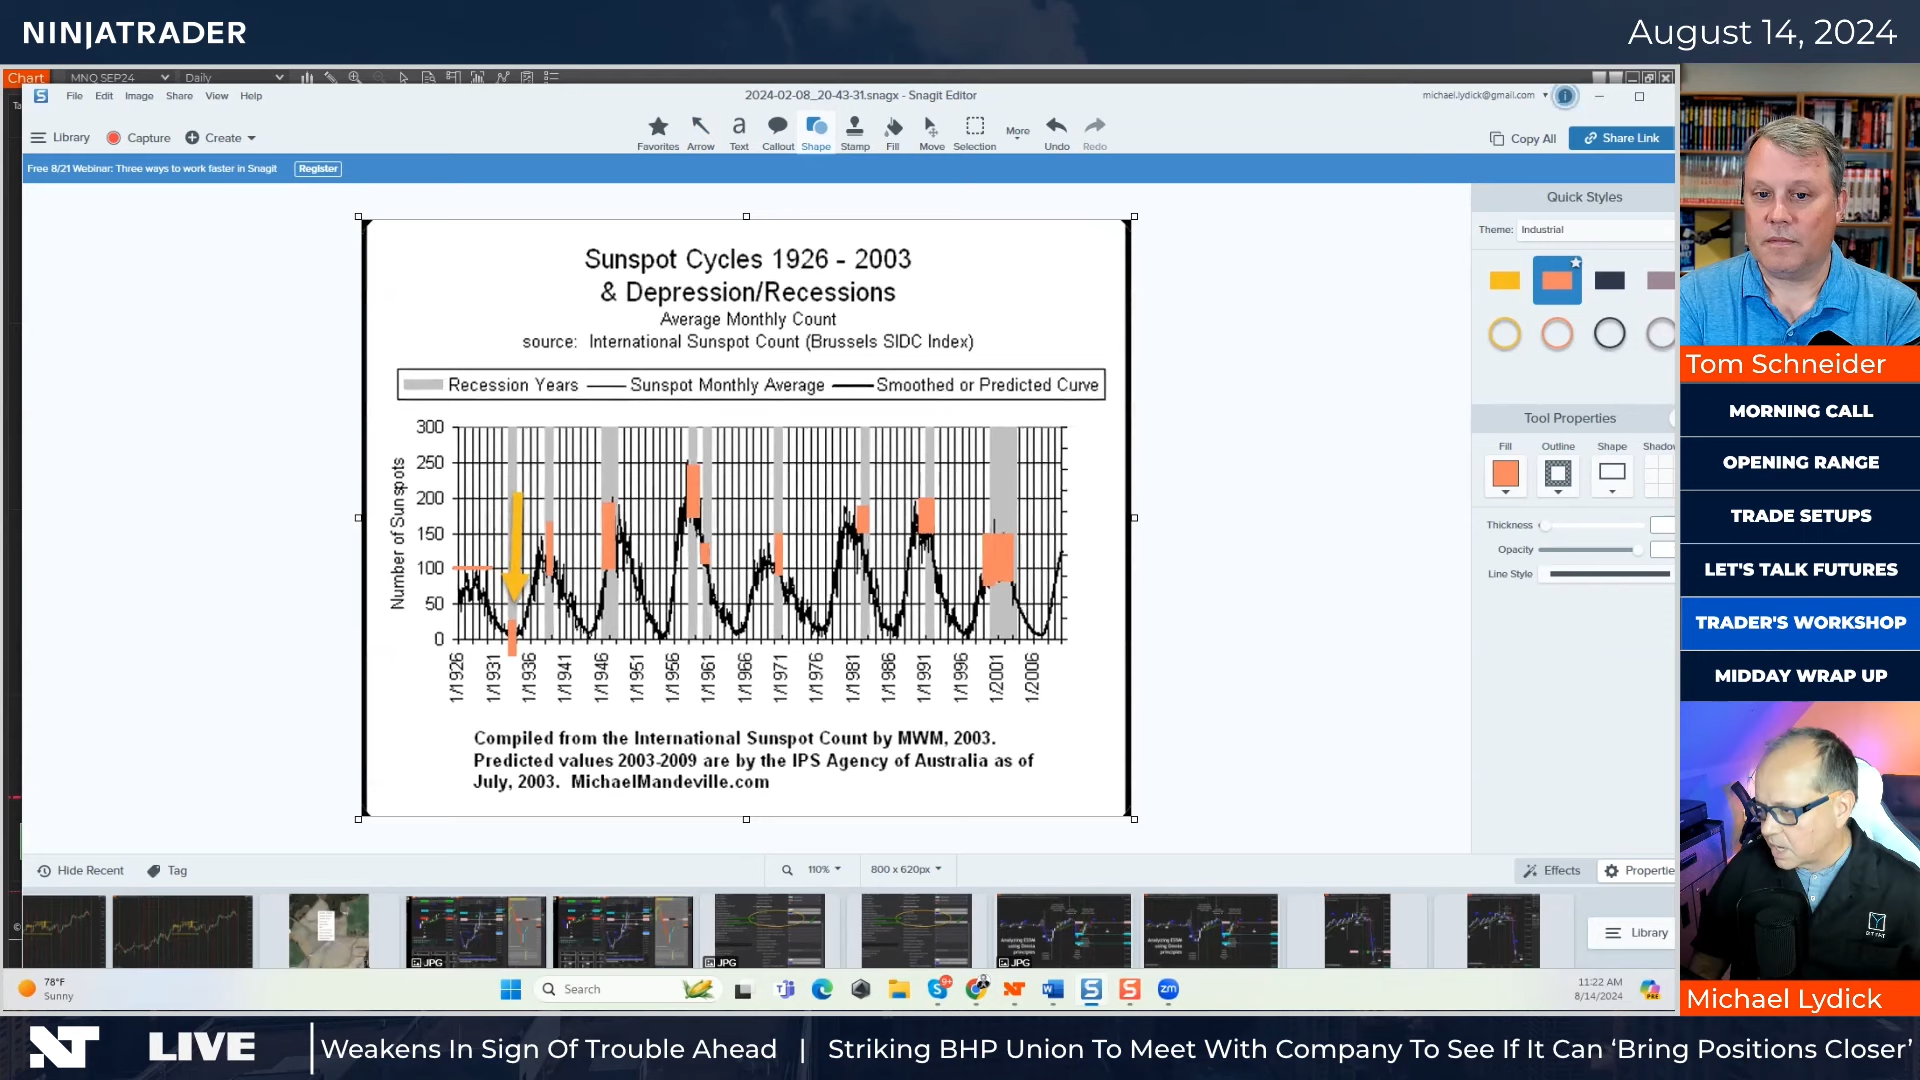 NINJATRADER
August 14, 2024
Chart
MNQ SEP24
Daily
2024-02-08_20-43-31.snagx - Snagit Editor
michael.lydick@gmail.com
File Edit Image Share View Help
Library Capture Create
Favorites Arrow Text Callout Shape Stamp Fill Move Selection More Undo Redo
Copy All Share Link
Free 8/21 Webinar: Three ways to work faster in Snagit Register
Sunspot Cycles 1926 - 2003
& Depression/Recessions
Average Monthly Count
source: International Sunspot Count (Brussels SIDC Index)
Recession Years Sunspot Monthly Average Smoothed or Predicted Curve
Number of Sunspots
300
250
200
150
100
50
0
1/1926 1/1931 1/1936 1/1941 1/1946 1/1951 1/1956 1/1961 1/1966 1/1971 1/1976 1/1981 1/1986 1/1991 1/1996 1/2001 1/2006
Compiled from the International Sunspot Count by MWM, 2003.
Predicted values 2003-2009 are by the IPS Agency of Australia as of
July, 2003. MichaelMandeville.com
Quick Styles
Theme: Industrial
Tool Properties
Fill Outline Shape Shado
Thickness
Opacity
Line Style
Hide Recent Tag
110%
800 x 620px
Effects Propertie
JPG
JPG
JPG
Library
78°F
Sunny
Search
11:22 AM
8/14/2024
Tom Schneider
MORNING CALL
OPENING RANGE
TRADE SETUPS
LET'S TALK FUTURES
TRADER'S WORKSHOP
MIDDAY WRAP UP
Michael Lydick
NT LIVE
Weakens In Sign Of Trouble Ahead | Striking BHP Union To Meet With Company To See If It Can ‘Bring Positions Closer’